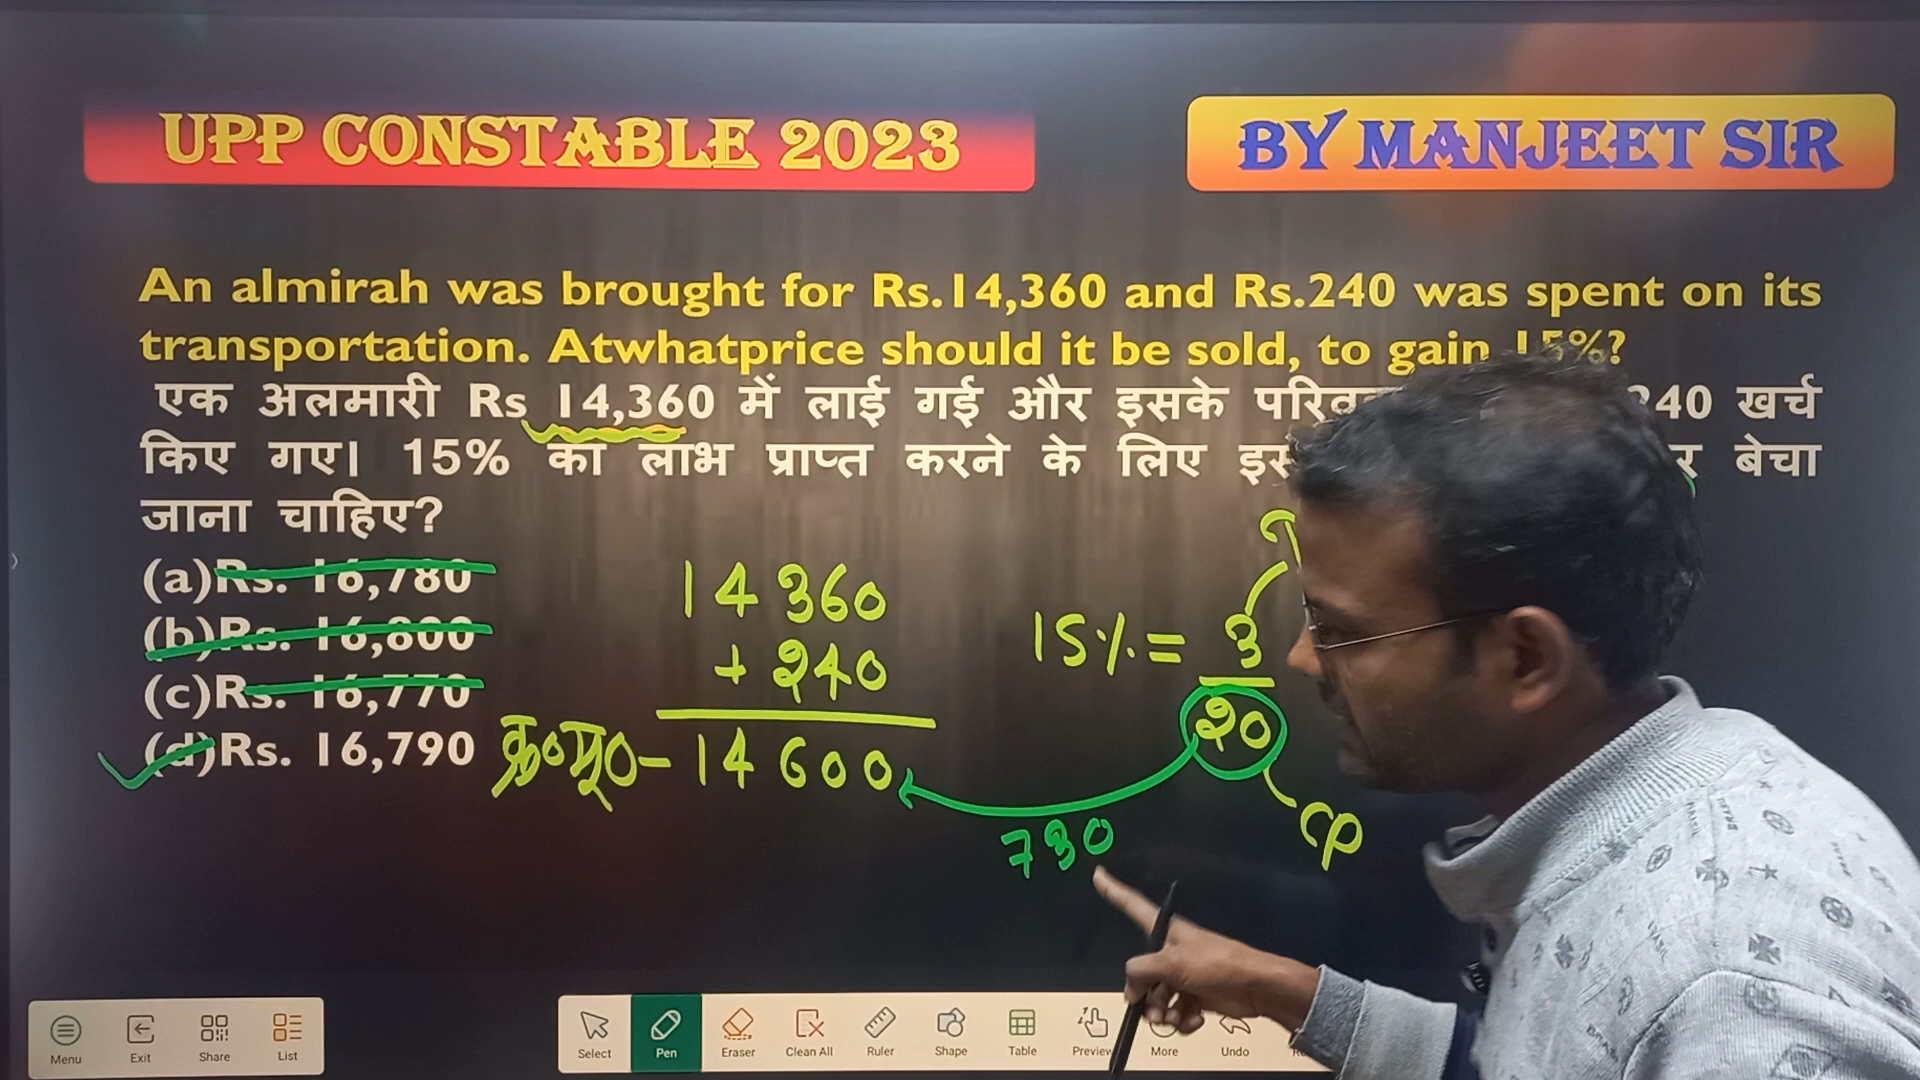 UPP CONSTABLE 2023
BY MANJEET SIR
An almirah was brought for Rs.14,360 and Rs.240 was spent on its
transportation. Atwhatprice should it be sold, to gain 15%?
एक अलमारी Rs 14,360 में लाई गई और इसके 240 खर्च
किए गए। 15% का लाभ प्राप्त करने के लिए बेचा
जाना चाहिए?
(a)Rs. 16,780
(b)Rs. 16,800
(c)Rs. 16,770
(d)Rs. 16,790
14360
+ 240
क्र०मू० - 14600
15% = 3
20
CP
730
Menu Exit Share List
Select Pen Eraser Clean All Ruler Shape Table Preview More Undo